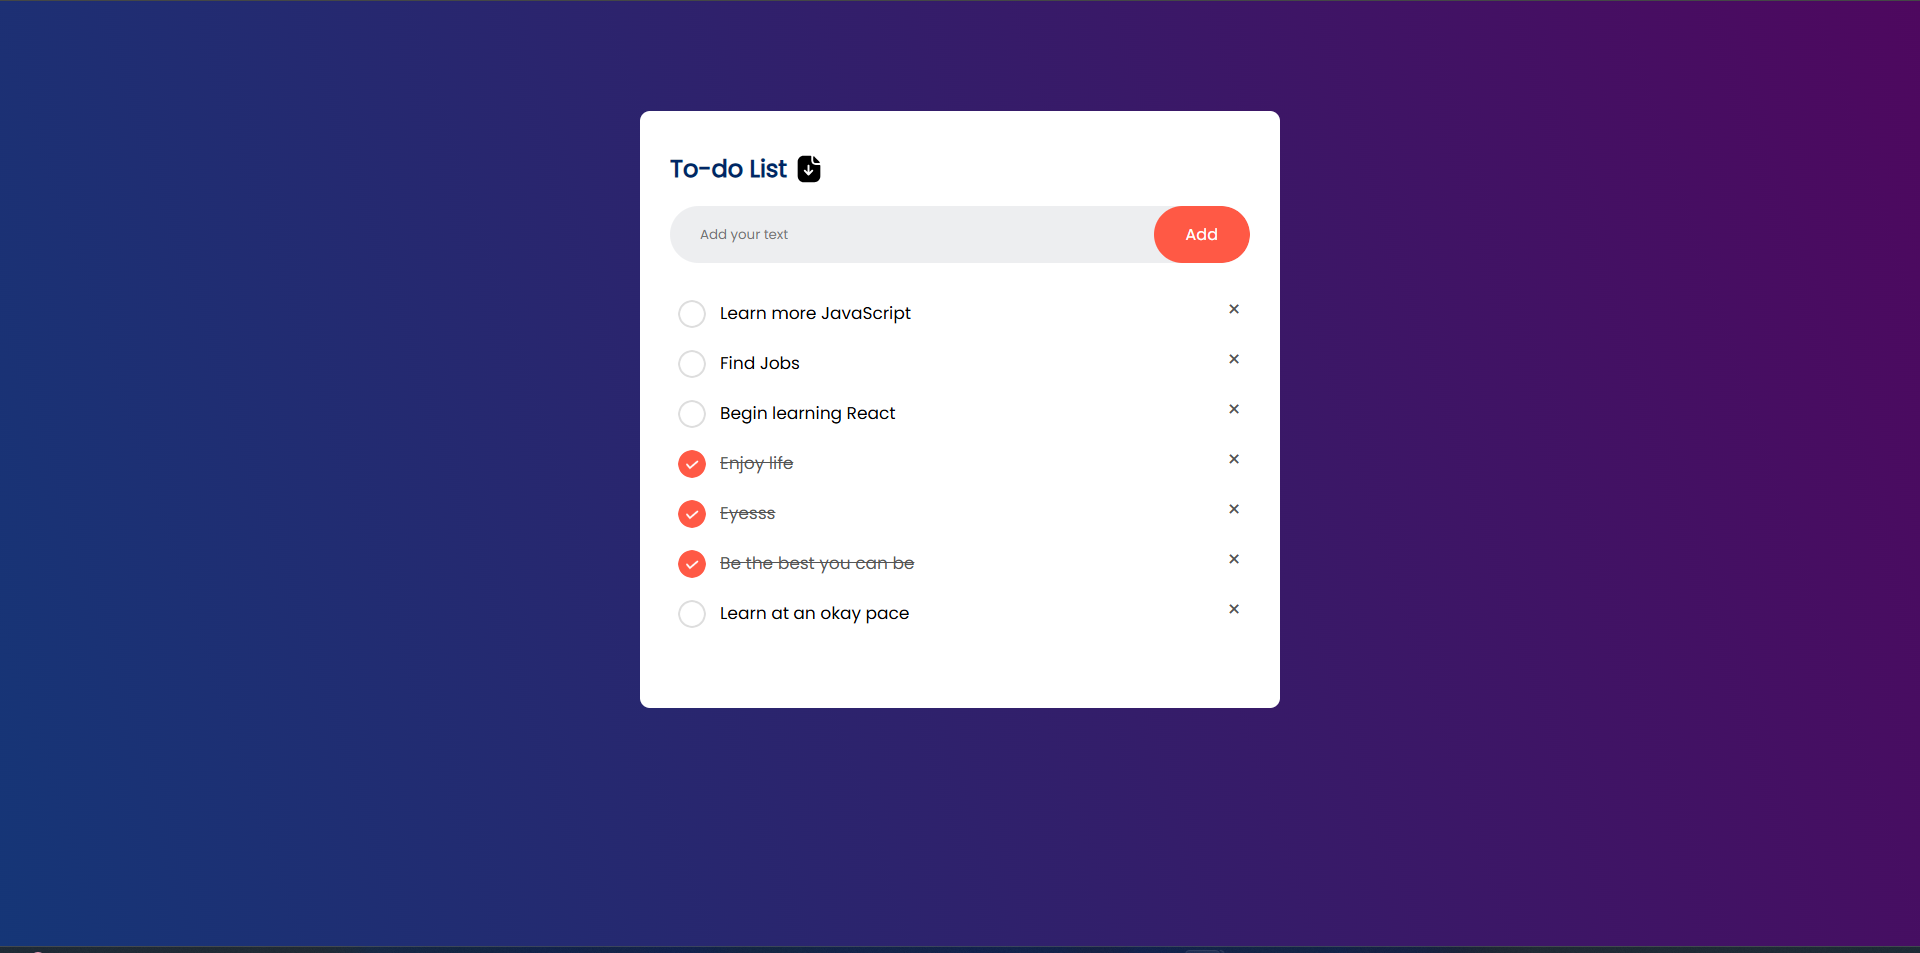 To-do List
Add your text
Add
Learn more JavaScript
Find Jobs
Begin learning React
Enjoy life
Eyesss
Be the best you can be
Learn at an okay pace